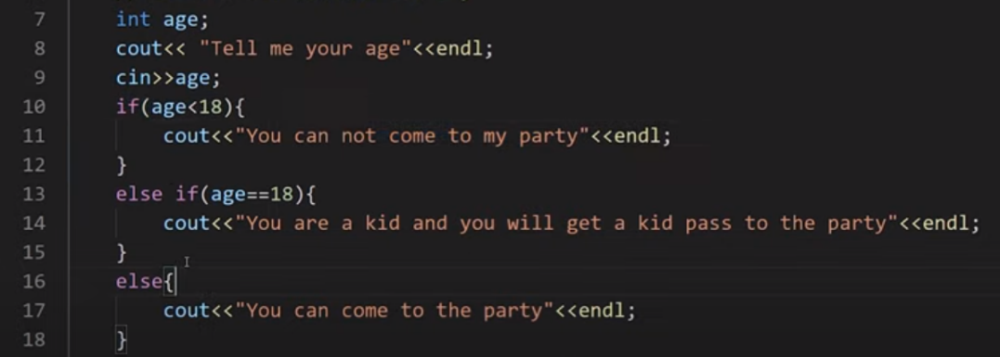 7 int age;
8 cout<< "Tell me your age"<<endl;
9 cin>>age;
10 if(age<18){
11 cout<<"You can not come to my party"<<endl;
12 }
13 else if(age==18){
14 cout<<"You are a kid and you will get a kid pass to the party"<<endl;
15 }
16 else{
17 cout<<"You can come to the party"<<endl;
18 }